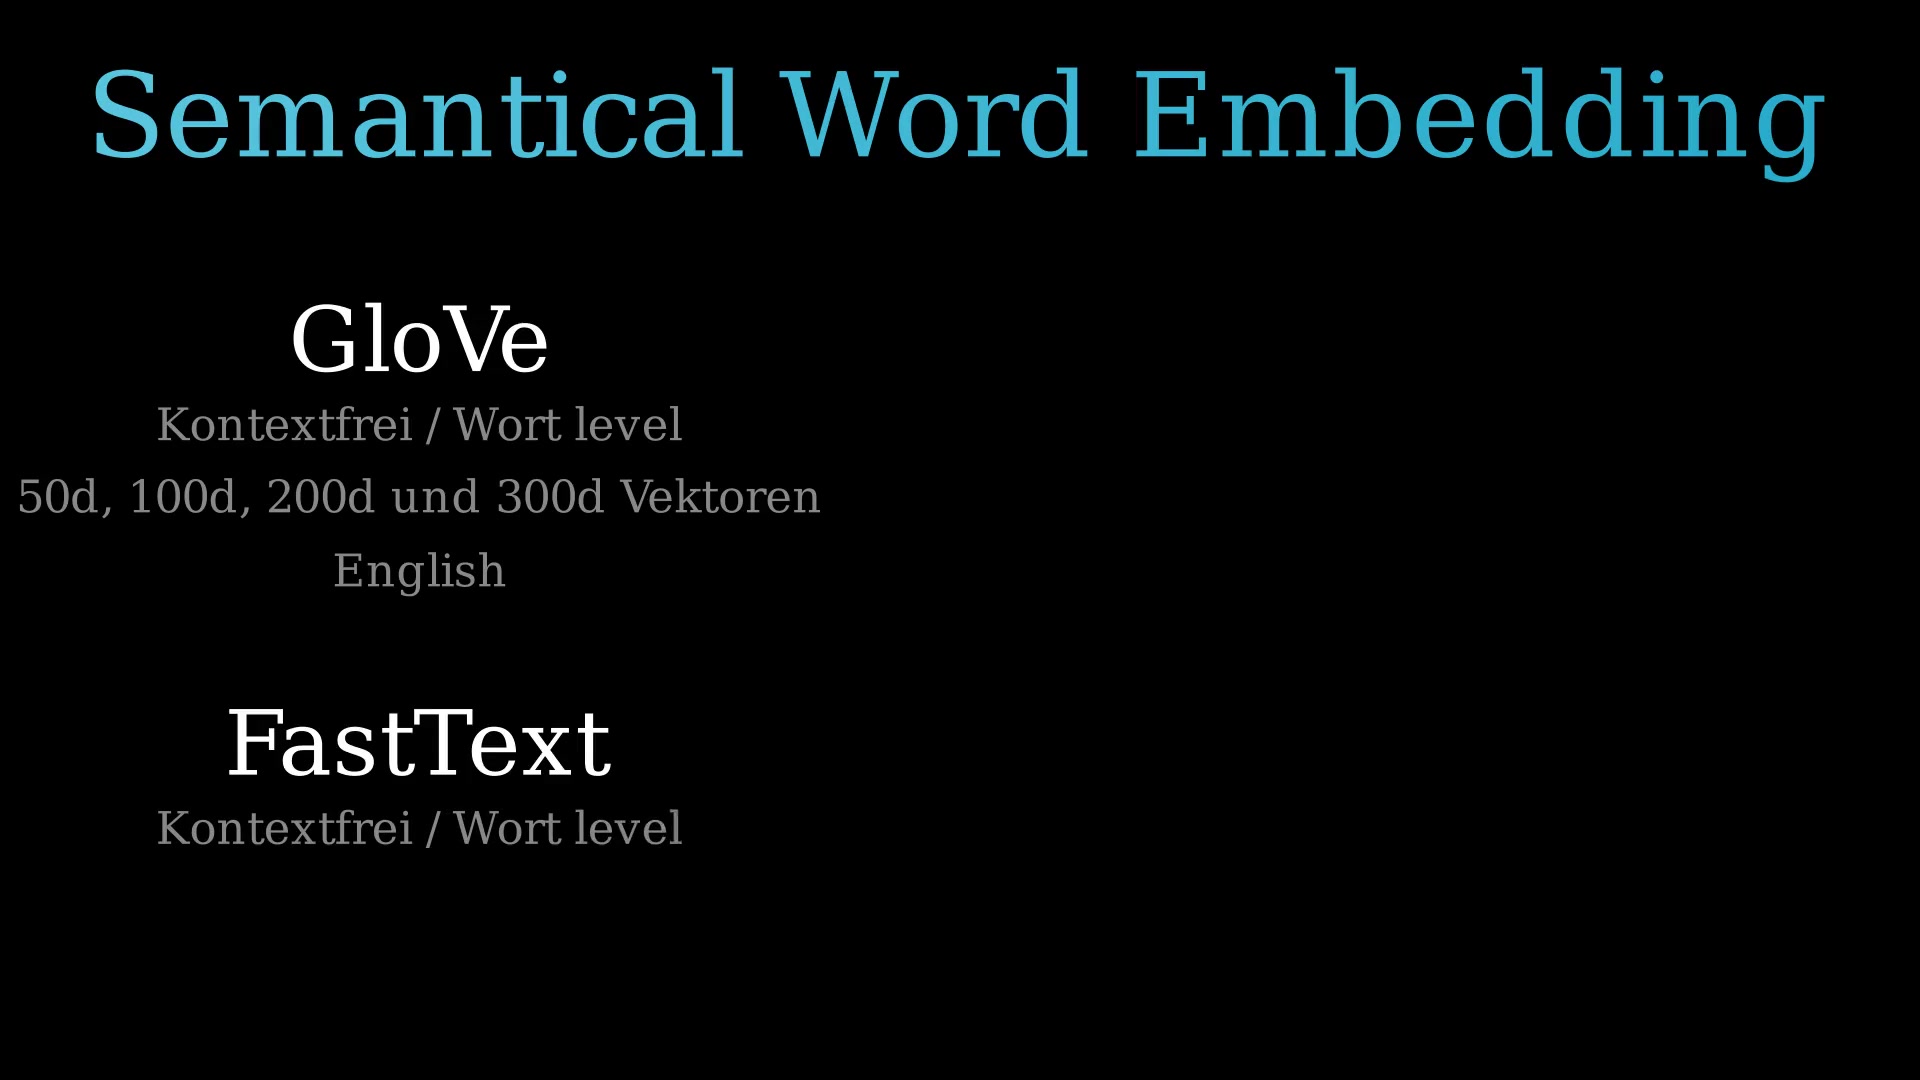 Semantical Word Embedding
GloVe
Kontextfrei / Wort level
50d, 100d, 200d und 300d Vektoren
English
FastText
Kontextfrei / Wort level